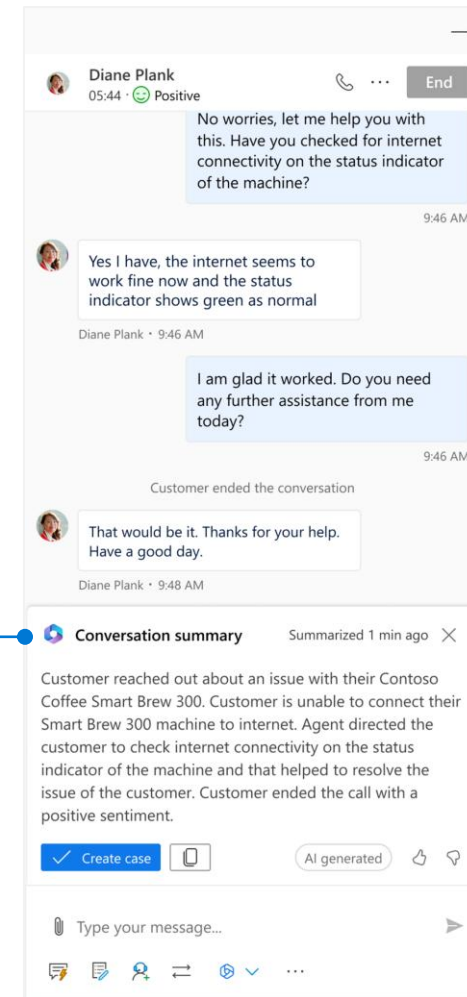 Diane Plank
05:44 · Positive
End
No worries, let me help you with
this. Have you checked for internet
connectivity on the status indicator
of the machine?
9:46 AM
Yes I have, the internet seems to
work fine now and the status
indicator shows green as normal
Diane Plank · 9:46 AM
I am glad it worked. Do you need
any further assistance from me
today?
9:46 AM
Customer ended the conversation
That would be it. Thanks for your help.
Have a good day.
Diane Plank · 9:48 AM
Conversation summary Summarized 1 min ago
Customer reached out about an issue with their Contoso
Coffee Smart Brew 300. Customer is unable to connect their
Smart Brew 300 machine to internet. Agent directed the
customer to check internet connectivity on the status
indicator of the machine and that helped to resolve the
issue of the customer. Customer ended the call with a
positive sentiment.
Create case AI generated
Type your message...